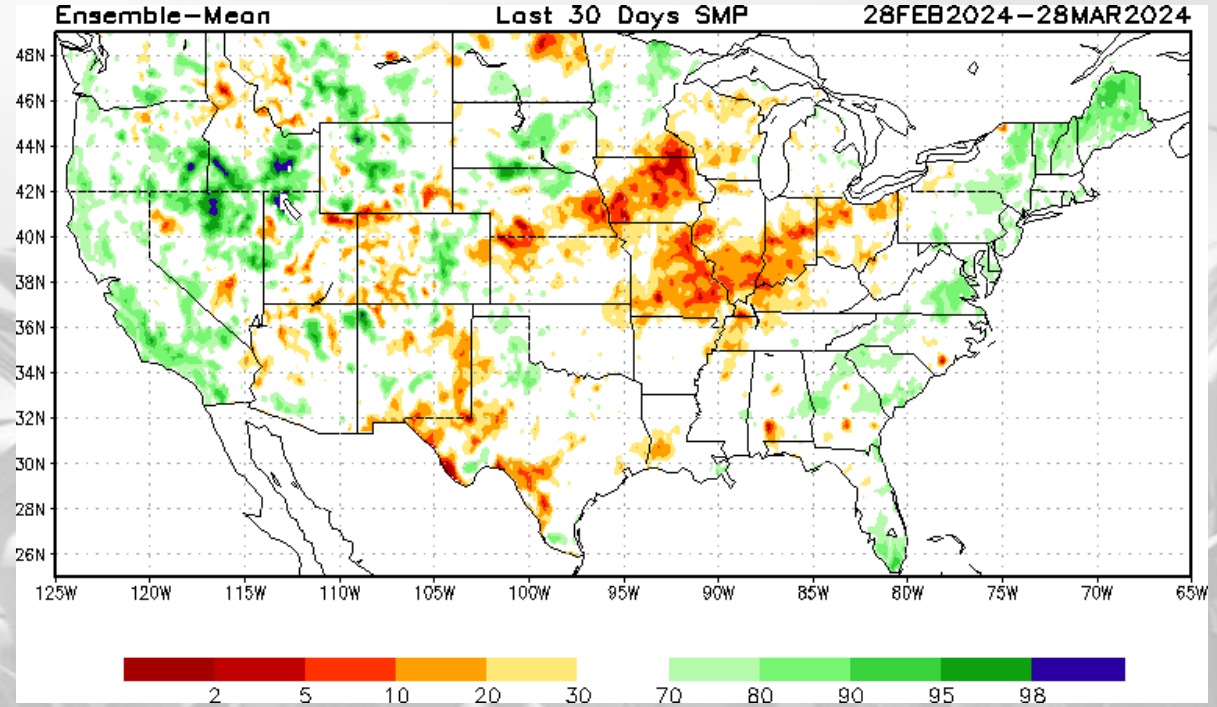 Ensemble-Mean Last 30 Days SMP 28FEB2024-28MAR2024
48N
46N
44N
42N
40N
38N
36N
34N
32N
30N
28N
26N
125W 120W 115W 110W 105W 100W 95W 90W 85W 80W 75W 70W 65W
2 5 10 20 30 70 80 90 95 98